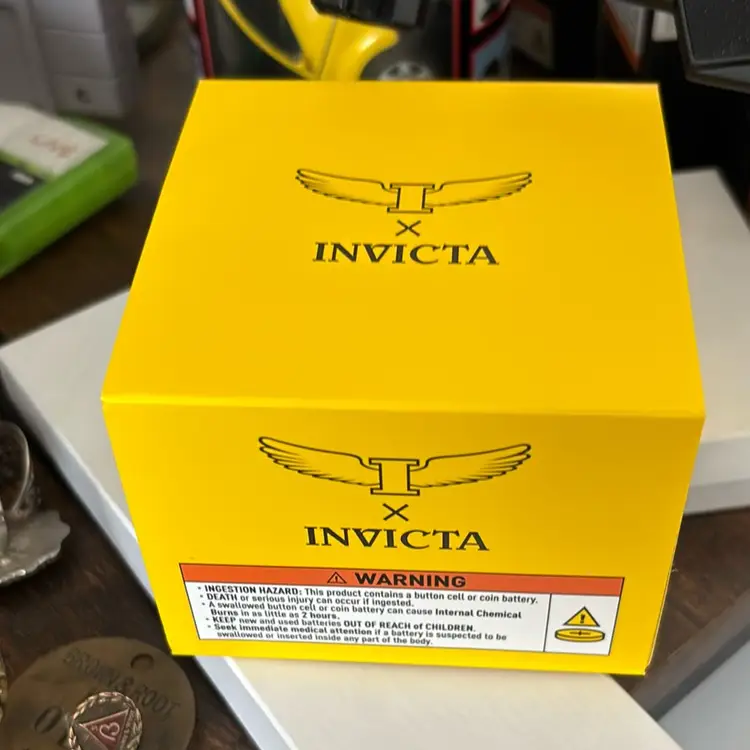 I
X
INVICTA
I
X
INVICTA
⚠ WARNING
• INGESTION HAZARD: This product contains a button cell or coin battery.
• DEATH or serious injury can occur if ingested.
• A swallowed button cell or coin battery can cause Internal Chemical
Burns in as little as 2 hours.
• KEEP new and used batteries OUT OF REACH of CHILDREN.
• Seek immediate medical attention if a battery is suspected to be
swallowed or inserted inside any part of the body.
BROWN & ROOT